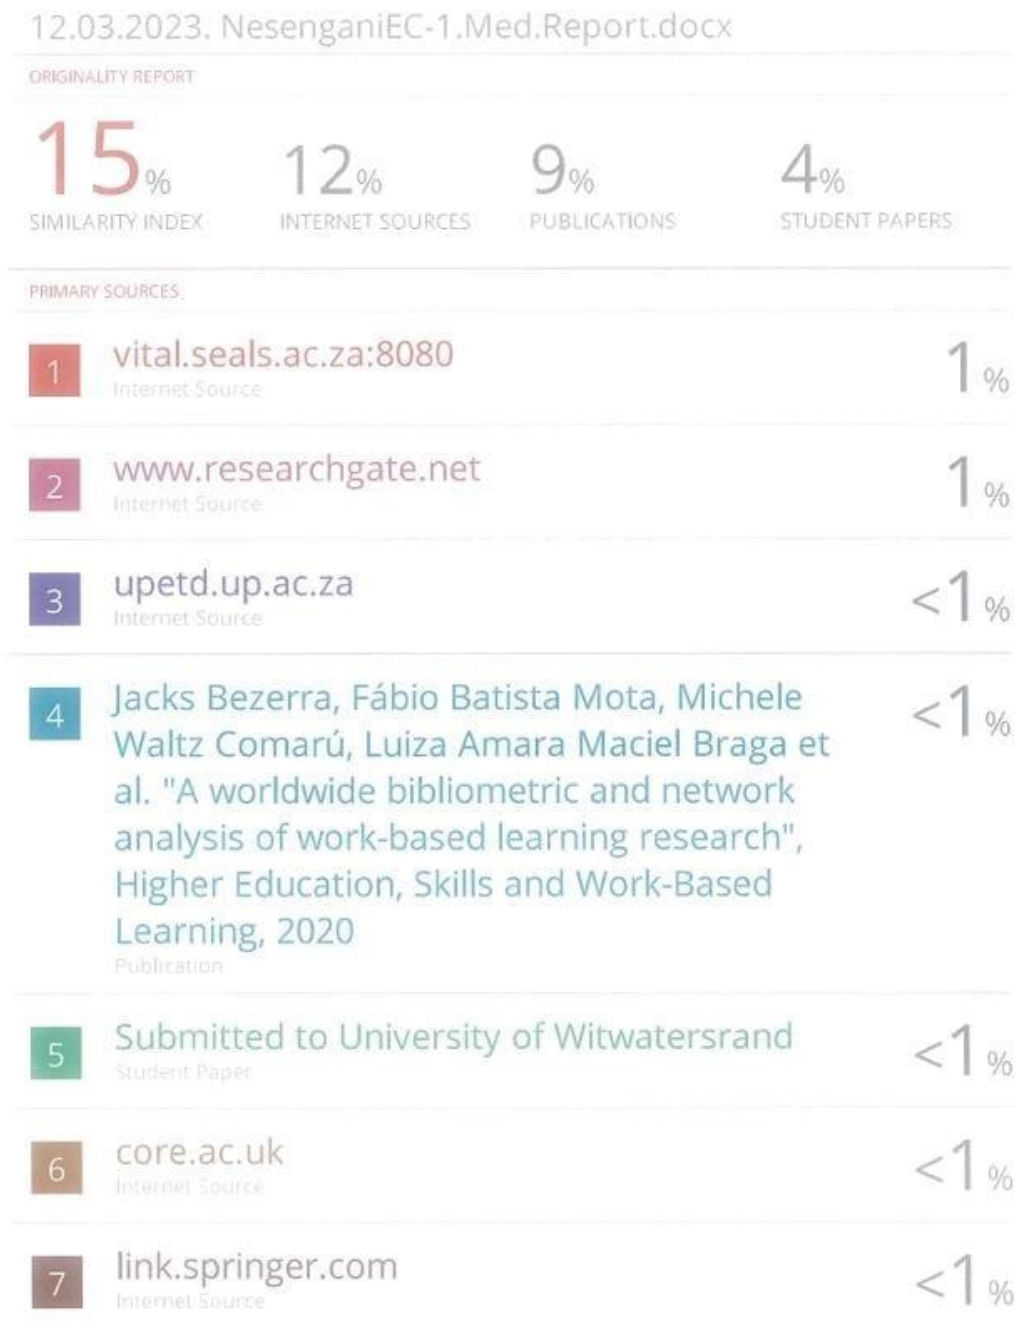 12.03.2023. NesenganiEC-1.Med.Report.docx
ORIGINALITY REPORT
15% 12% 9% 4%
SIMILARITY INDEX INTERNET SOURCES PUBLICATIONS STUDENT PAPERS
PRIMARY SOURCES
1 vital.seals.ac.za:8080 1%
Internet Source
2 www.researchgate.net 1%
Internet Source
3 upetd.up.ac.za <1%
Internet Source
4 Jacks Bezerra, Fábio Batista Mota, Michele <1%
Waltz Comarú, Luiza Amara Maciel Braga et
al. "A worldwide bibliometric and network
analysis of work-based learning research",
Higher Education, Skills and Work-Based
Learning, 2020
Publication
5 Submitted to University of Witwatersrand <1%
Student Paper
6 core.ac.uk <1%
Internet Source
7 link.springer.com <1%
Internet Source